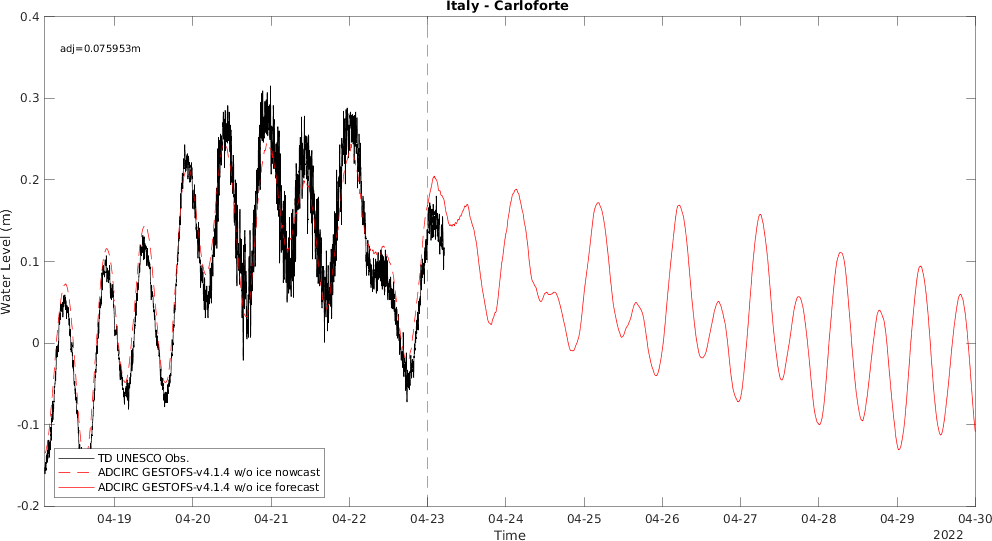 Italy - Carloforte
adj=0.075953m
Water Level (m)
0.4
0.3
0.2
0.1
0
-0.1
-0.2
TD UNESCO Obs.
ADCIRC GESTOFS-v4.1.4 w/o ice nowcast
ADCIRC GESTOFS-v4.1.4 w/o ice forecast
04-19 04-20 04-21 04-22 04-23 04-24 04-25 04-26 04-27 04-28 04-29 04-30
Time
2022